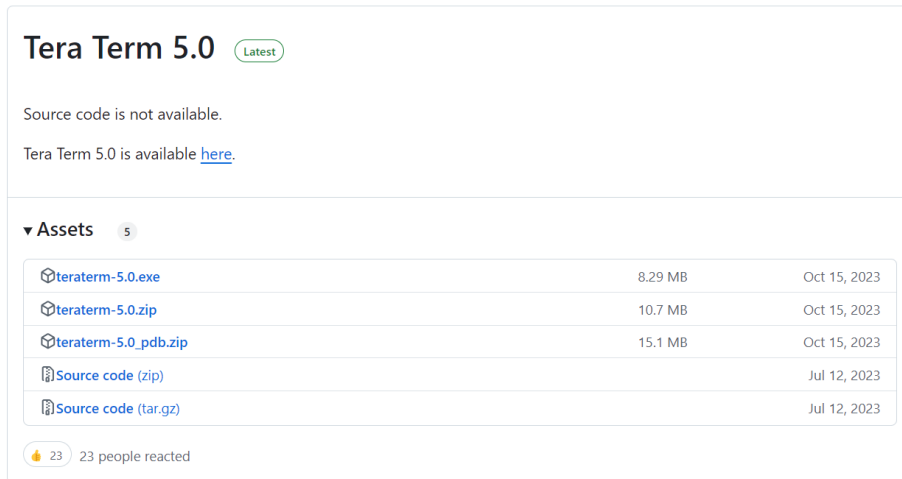 Tera Term 5.0 Latest
Source code is not available.
Tera Term 5.0 is available here.
Assets 5
teraterm-5.0.exe 8.29 MB Oct 15, 2023
teraterm-5.0.zip 10.7 MB Oct 15, 2023
teraterm-5.0_pdb.zip 15.1 MB Oct 15, 2023
Source code (zip) Jul 12, 2023
Source code (tar.gz) Jul 12, 2023
23 23 people reacted